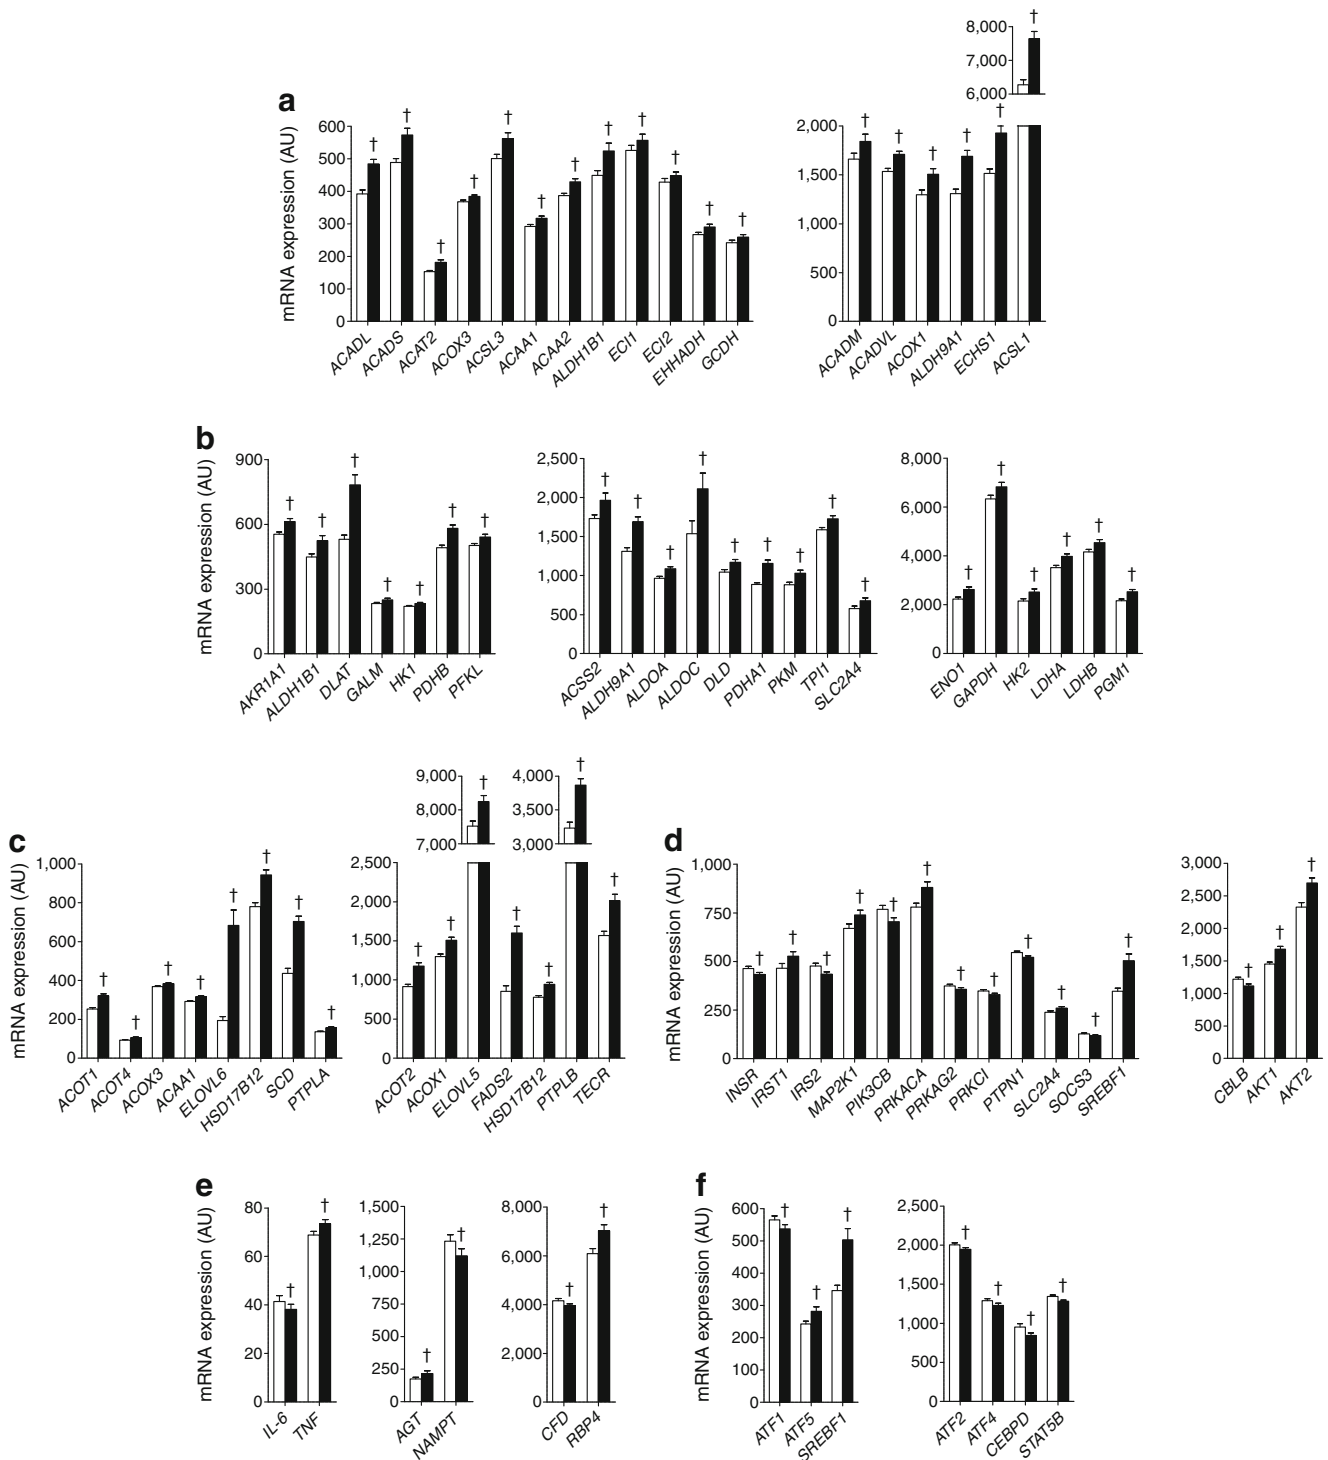 a
mRNA expression (AU)
600
500
400
300
200
100
0
† † † † † † † † † † † †
ACADL ACADS ACAT2 ACOX3 ACSL3 ACAA1 ACAA2 ALDH1B1 ECI1 ECI2 EHHADH GCDH
8,000
7,000
6,000
2,000
1,500
1,000
500
0
† † † † † †
ACADM ACADVL ACOX1 ALDH9A1 ECHS1 ACSL1
b
mRNA expression (AU)
900
600
300
0
† † † † † † †
AKR1A1 ALDH1B1 DLAT GALM HK1 PDHB PFKL
2,500
2,000
1,500
1,000
500
0
† † † † † † † † †
ACSS2 ALDH9A1 ALDOA ALDOC DLD PDHA1 PKM TPI1 SLC2A4
8,000
6,000
4,000
2,000
0
† † † † † †
ENO1 GAPDH HK2 LDHA LDHB PGM1
c
mRNA expression (AU)
1,000
800
600
400
200
0
† † † † † † † †
ACOT1 ACOT4 ACOX3 ACAA1 ELOVL6 HSD17B12 SCD PTPLA
9,000
8,000
7,000
4,000
3,500
3,000
2,500
2,000
1,500
1,000
500
0
† † † † † † †
ACOT2 ACOX1 ELOVL5 FADS2 HSD17B12 PTPLB TECR
d
mRNA expression (AU)
1,000
750
500
250
0
† † † † † † † † † † † †
INSR IRST1 IRS2 MAP2K1 PIK3CB PRKACA PRKAG2 PRKCI PTPN1 SLC2A4 SOCS3 SREBF1
3,000
2,500
2,000
1,500
1,000
500
0
† † †
CBLB AKT1 AKT2
e
mRNA expression (AU)
80
60
40
20
0
† †
IL-6 TNF
1,500
1,250
1,000
750
500
250
0
† †
AGT NAMPT
8,000
6,000
4,000
2,000
0
† †
CFD RBP4
f
mRNA expression (AU)
600
500
400
300
200
100
0
† † †
ATF1 ATF5 SREBF1
2,500
2,000
1,500
1,000
500
0
† † † †
ATF2 ATF4 CEBPD STAT5B